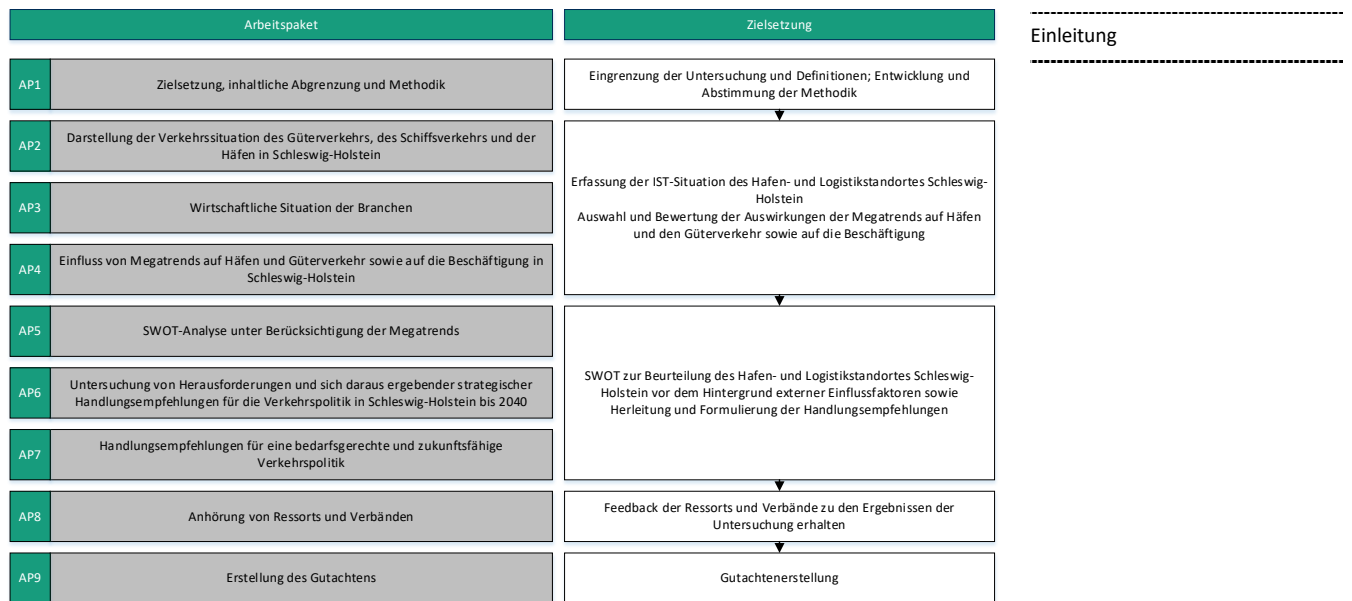 Arbeitspaket
Zielsetzung
Einleitung
AP1
Zielsetzung, inhaltliche Abgrenzung und Methodik
Eingrenzung der Untersuchung und Definitionen; Entwicklung und
Abstimmung der Methodik
AP2
Darstellung der Verkehrssituation des Güterverkehrs, des Schiffsverkehrs und der
Häfen in Schleswig-Holstein
AP3
Wirtschaftliche Situation der Branchen
AP4
Einfluss von Megatrends auf Häfen und Güterverkehr sowie auf die Beschäftigung in
Schleswig-Holstein
Erfassung der IST-Situation des Hafen- und Logistikstandortes Schleswig-
Holstein
Auswahl und Bewertung der Auswirkungen der Megatrends auf Häfen
und den Güterverkehr sowie auf die Beschäftigung
AP5
SWOT-Analyse unter Berücksichtigung der Megatrends
AP6
Untersuchung von Herausforderungen und sich daraus ergebender strategischer
Handlungsempfehlungen für die Verkehrspolitik in Schleswig-Holstein bis 2040
AP7
Handlungsempfehlungen für eine bedarfsgerechte und zukunftsfähige
Verkehrspolitik
SWOT zur Beurteilung des Hafen- und Logistikstandortes Schleswig-
Holstein vor dem Hintergrund externer Einflussfaktoren sowie
Herleitung und Formulierung der Handlungsempfehlungen
AP8
Anhörung von Ressorts und Verbänden
Feedback der Ressorts und Verbände zu den Ergebnissen der
Untersuchung erhalten
AP9
Erstellung des Gutachtens
Gutachtenerstellung